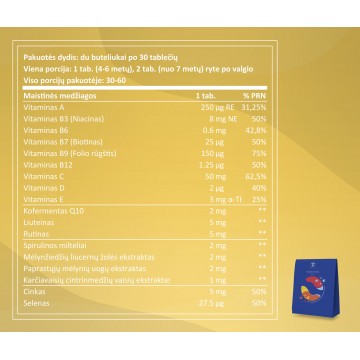 Pakuotės dydis: du buteliukai po 30 tablečių
Viena porcija: 1 tab. (4-6 metų), 2 tab. (nuo 7 metų) ryte po valgio
Viso porcijų pakuotėje: 30-60
Maistinės medžiagos 1 tab. % PRN
Vitaminas A 250 µg RE 31,25%
Vitaminas B3 (Niacinas) 8 mg NE 50%
Vitaminas B6 0.6 mg 42,8%
Vitaminas B7 (Biotinas) 25 µg 50%
Vitaminas B9 (Folio rūgštis) 150 µg 75%
Vitaminas B12 1.25 µg 50%
Vitaminas C 50 mg 62,5%
Vitaminas D 2 µg 40%
Vitaminas E 3 mg α-TE 25%
Kofermentas Q10 2 mg **
Liuteinas 5 mg **
Rutinas 5 mg **
Spirulinos milteliai 2 mg **
Mėlynžiedžių liucernų žolės ekstraktas 2 mg **
Paprastųjų mėlynių uogų ekstraktas 2 mg **
Karčiavaisių cintrinmedžių vaisių ekstraktas 1 mg **
Cinkas 5 mg 50%
Selenas 27.5 µg 50%